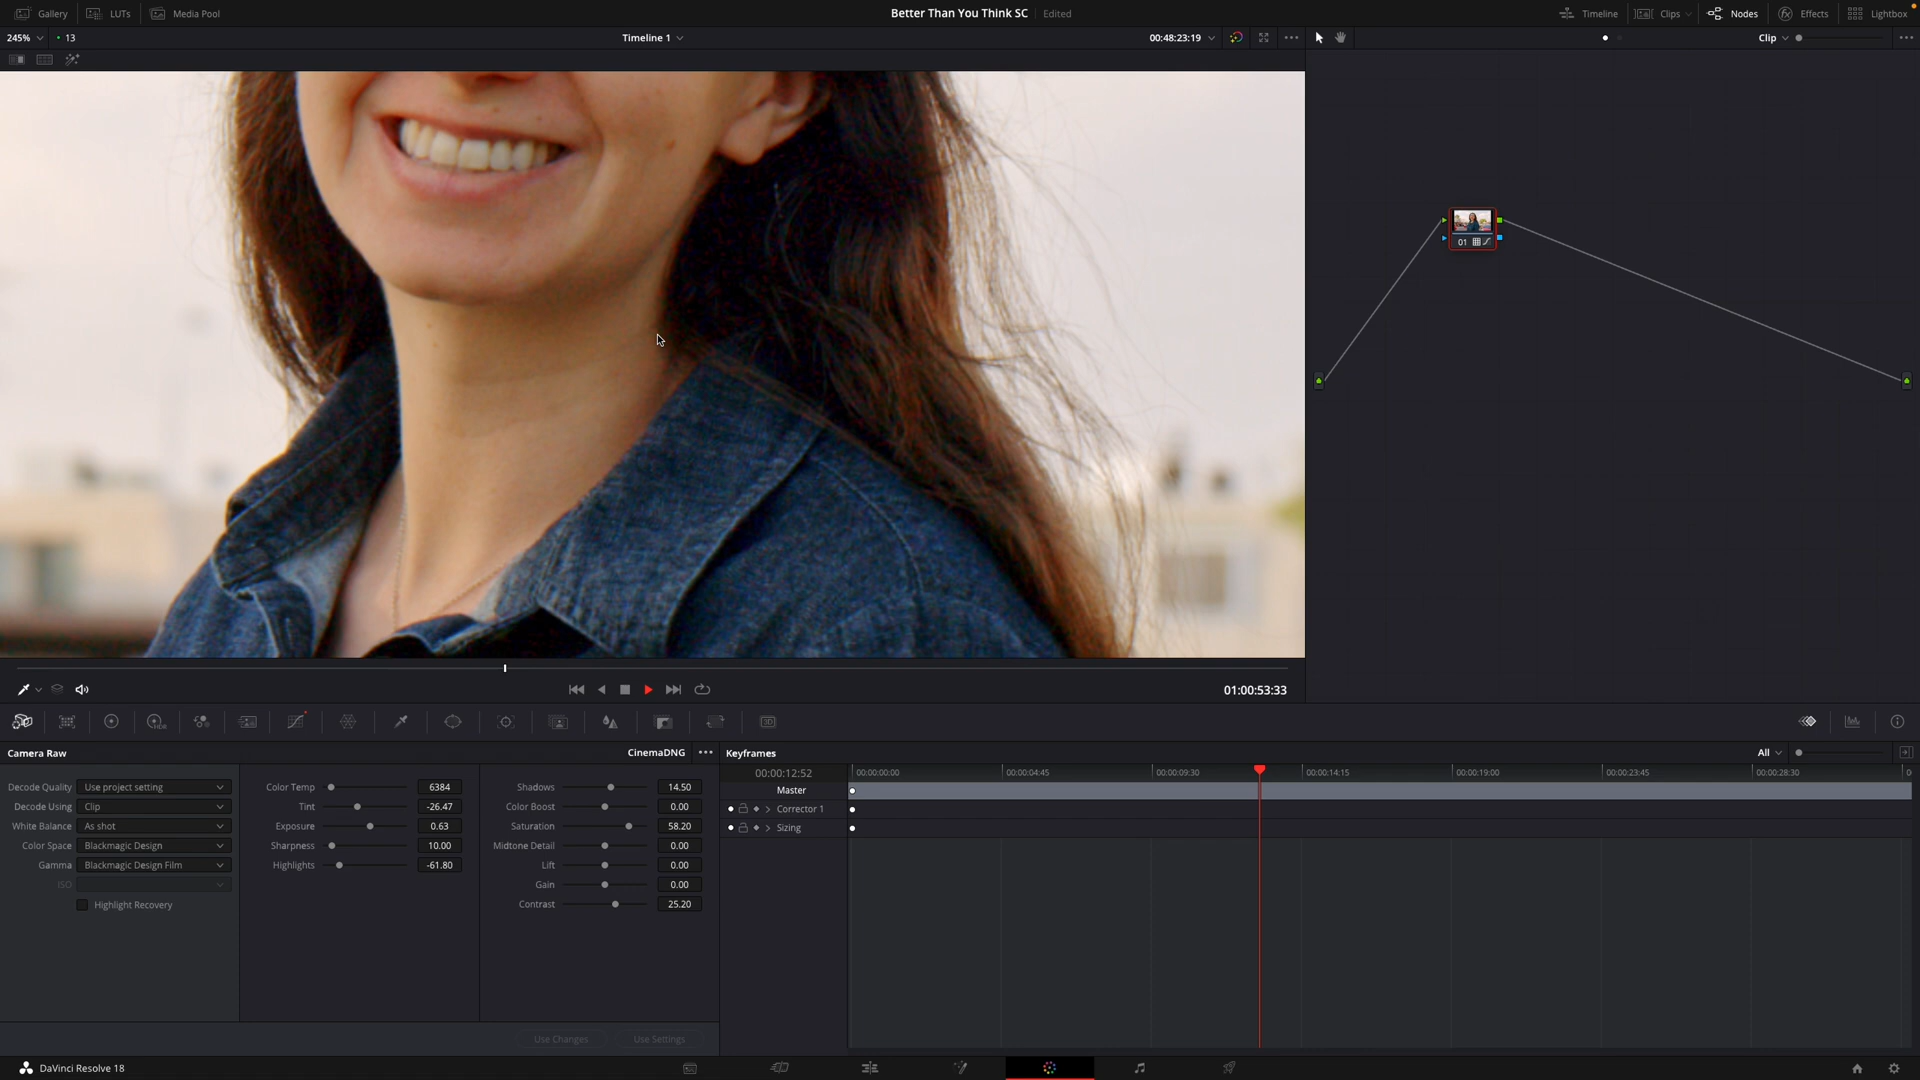 Gallery LUTs Media Pool Better Than You Think SC Edited Timeline Clips Nodes Effects Lightbox
245% 13 Timeline 1 00:48:23:19 Clip
01
01:00:53:33
Camera Raw CinemaDNG
Decode Quality Use project setting
Decode Using Clip
White Balance As shot
Color Space Blackmagic Design
Gamma Blackmagic Design Film
ISO
Highlight Recovery
Color Temp 6384
Tint -26.47
Exposure 0.63
Sharpness 10.00
Highlights -61.80
Shadows 14.50
Color Boost 0.00
Saturation 58.20
Midtone Detail 0.00
Lift 0.00
Gain 0.00
Contrast 25.20
Use Changes Use Settings
Keyframes All
00:00:12:52 00:00:00:00 00:00:04:45 00:00:09:30 00:00:14:15 00:00:19:00 00:00:23:45 00:00:28:30
Master
Corrector 1
Sizing
DaVinci Resolve 18